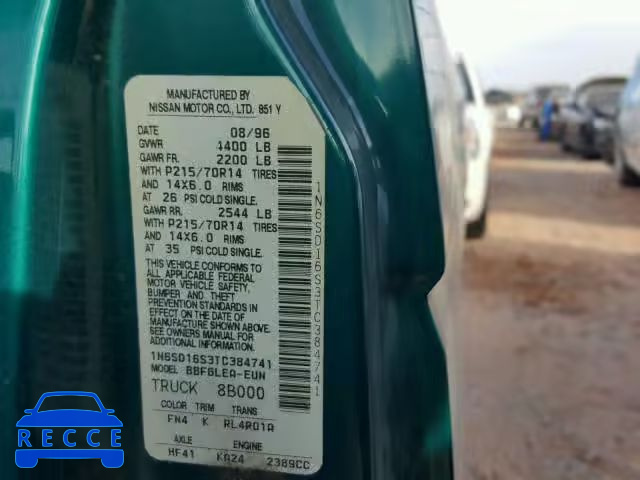 MANUFACTURED BY
NISSAN MOTOR CO., LTD. 851 Y
DATE 08/96
GVWR 4400 LB
GAWR FR. 2200 LB
WITH P215/70R14 TIRES
AND 14X6.0 RIMS
AT 26 PSI COLD SINGLE.
GAWR RR. 2544 LB
WITH P215/70R14 TIRES
AND 14X6.0 RIMS
AT 35 PSI COLD SINGLE.
THIS VEHICLE CONFORMS TO
ALL APPLICABLE FEDERAL
MOTOR VEHICLE SAFETY,
BUMPER AND THEFT
PREVENTION STANDARDS IN
EFFECT ON THE DATE OF
MANUFACTURE SHOWN ABOVE.
SEE OWNERS MANUAL FOR
ADDITIONAL INFORMATION.
1N6SD16S3TC384741
MODEL BBF6LEA-EUN
TRUCK 8B000
COLOR TRIM TRANS
FN4 K RL4R01A
AXLE ENGINE
HF41 KA24 2389CC
1N6SD16S3TC384741